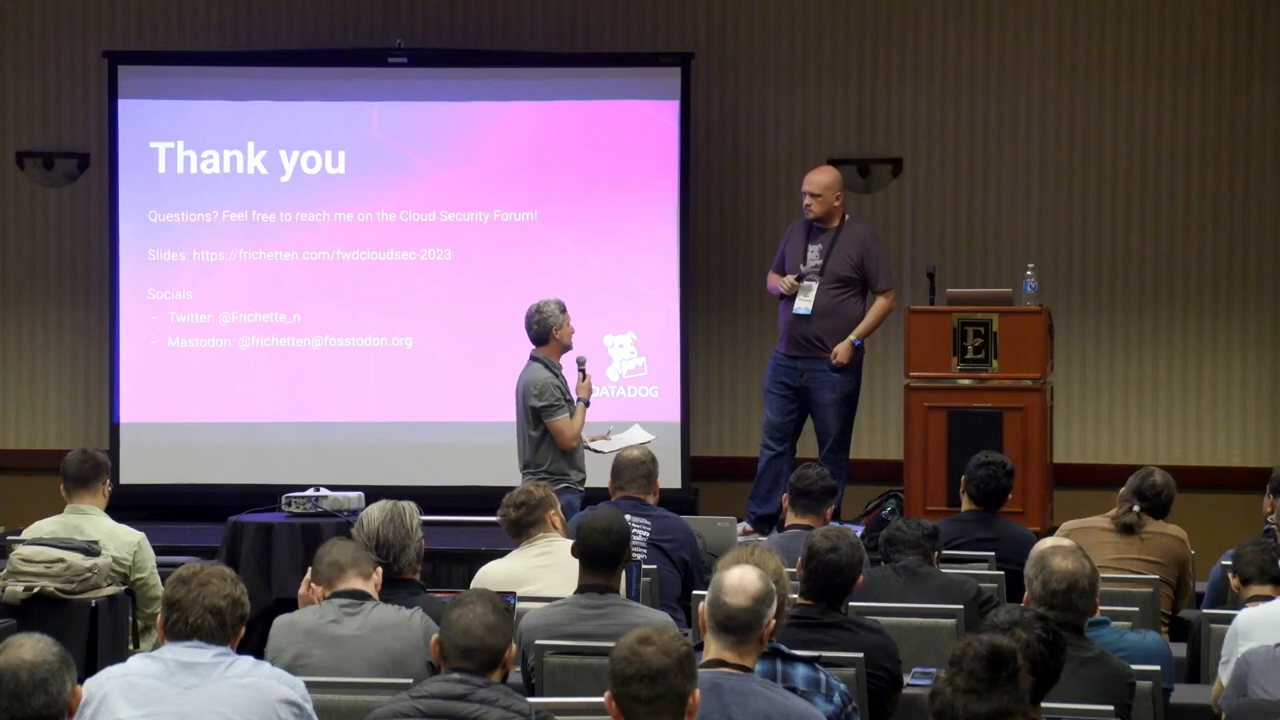 Thank you
Questions? Feel free to reach me on the Cloud Security Forum!
Slides: https://frichetten.com/fwdcloudsec-2023
Socials:
- Twitter: @Frichette_n
- Mastodon: @frichetten@fosstodon.org
DATADOG
E